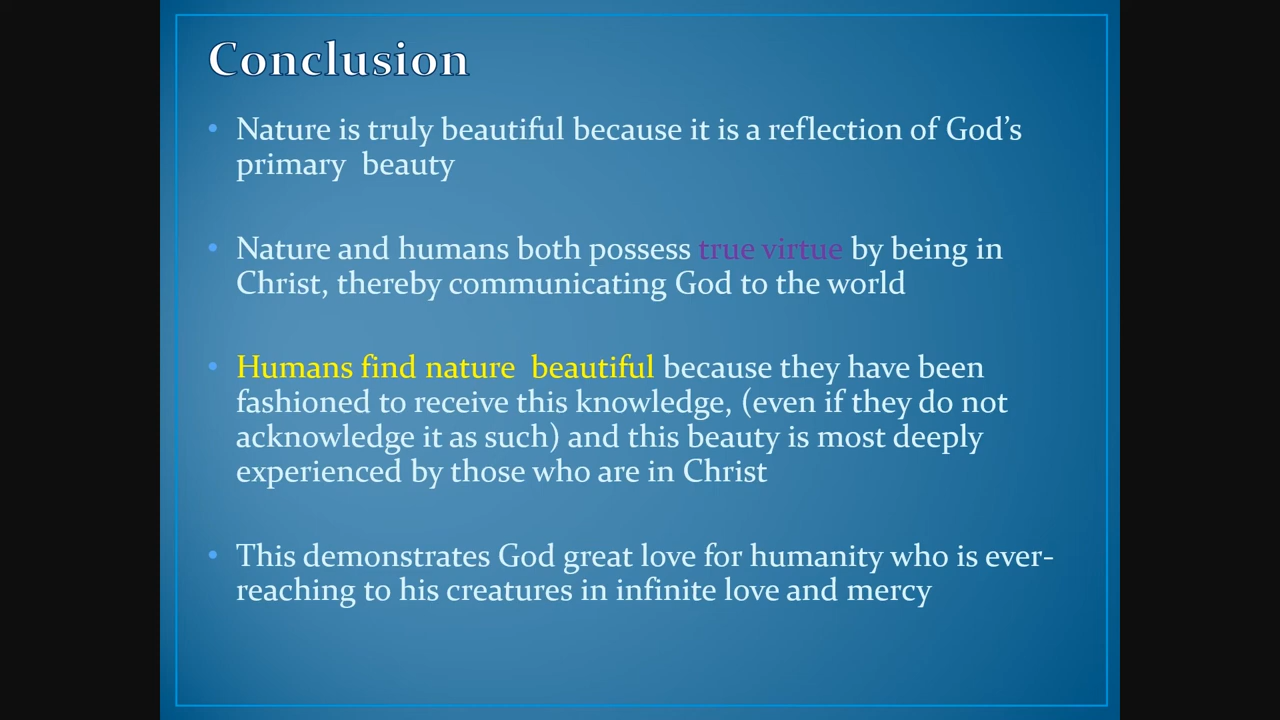 Conclusion
• Nature is truly beautiful because it is a reflection of God’s
primary  beauty
• Nature and humans both possess true virtue by being in
Christ, thereby communicating God to the world
• Humans find nature  beautiful because they have been
fashioned to receive this knowledge, (even if they do not
acknowledge it as such) and this beauty is most deeply
experienced by those who are in Christ
• This demonstrates God great love for humanity who is ever-
reaching to his creatures in infinite love and mercy